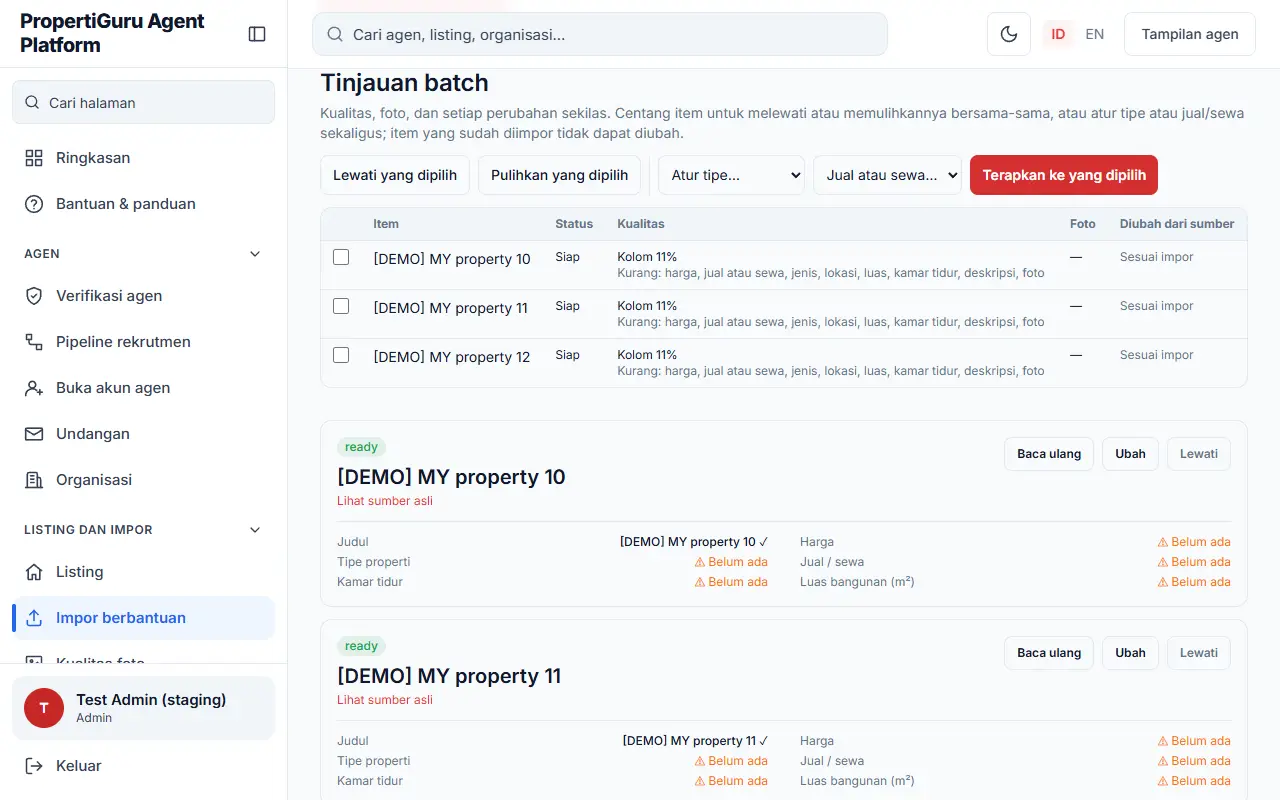 PropertiGuru Agent
Platform
Cari agen, listing, organisasi...
ID
EN
Tampilan agen
Cari halaman
Ringkasan
Bantuan & panduan
AGEN
Verifikasi agen
Pipeline rekrutmen
Buka akun agen
Undangan
Organisasi
LISTING DAN IMPOR
Listing
Impor berbantuan
Kualitas foto
T
Test Admin (staging)
Admin
Keluar
Tinjauan batch
Kualitas, foto, dan setiap perubahan sekilas. Centang item untuk melewati atau memulihkannya bersama-sama, atau atur tipe atau jual/sewa
sekaligus; item yang sudah diimpor tidak dapat diubah.
Lewati yang dipilih
Pulihkan yang dipilih
Atur tipe...
Jual atau sewa...
Terapkan ke yang dipilih
Item Status Kualitas Foto Diubah dari sumber
[DEMO] MY property 10 Siap Kolom 11% — Sesuai impor
Kurang: harga, jual atau sewa, jenis, lokasi, luas, kamar tidur, deskripsi, foto
[DEMO] MY property 11 Siap Kolom 11% — Sesuai impor
Kurang: harga, jual atau sewa, jenis, lokasi, luas, kamar tidur, deskripsi, foto
[DEMO] MY property 12 Siap Kolom 11% — Sesuai impor
Kurang: harga, jual atau sewa, jenis, lokasi, luas, kamar tidur, deskripsi, foto
ready
Baca ulang
Ubah
Lewati
[DEMO] MY property 10
Lihat sumber asli
Judul [DEMO] MY property 10 ✓ Harga ⚠ Belum ada
Tipe properti ⚠ Belum ada Jual / sewa ⚠ Belum ada
Kamar tidur ⚠ Belum ada Luas bangunan (m²) ⚠ Belum ada
ready
Baca ulang
Ubah
Lewati
[DEMO] MY property 11
Lihat sumber asli
Judul [DEMO] MY property 11 ✓ Harga ⚠ Belum ada
Tipe properti ⚠ Belum ada Jual / sewa ⚠ Belum ada
Kamar tidur ⚠ Belum ada Luas bangunan (m²) ⚠ Belum ada